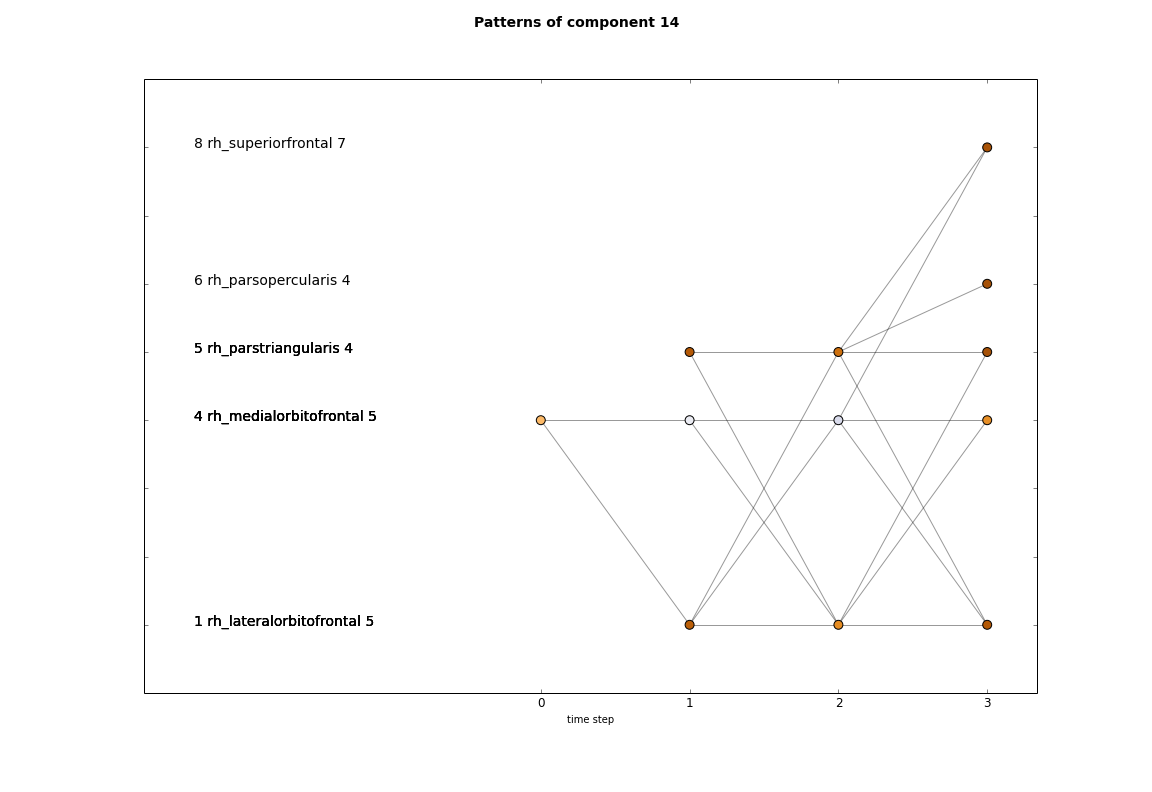 Patterns of component 14
8 rh_superiorfrontal 7
6 rh_parsopercularis 4
5 rh_parstriangularis 4
4 rh_medialorbitofrontal 5
1 rh_lateralorbitofrontal 5
0 1 2 3
time step